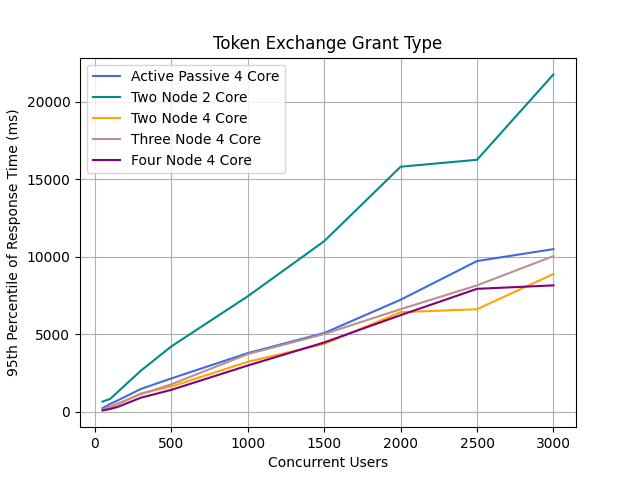 Token Exchange Grant Type
Active Passive 4 Core
Two Node 2 Core
Two Node 4 Core
Three Node 4 Core
Four Node 4 Core
95th Percentile of Response Time (ms)
20000
15000
10000
5000
0
0 500 1000 1500 2000 2500 3000
Concurrent Users